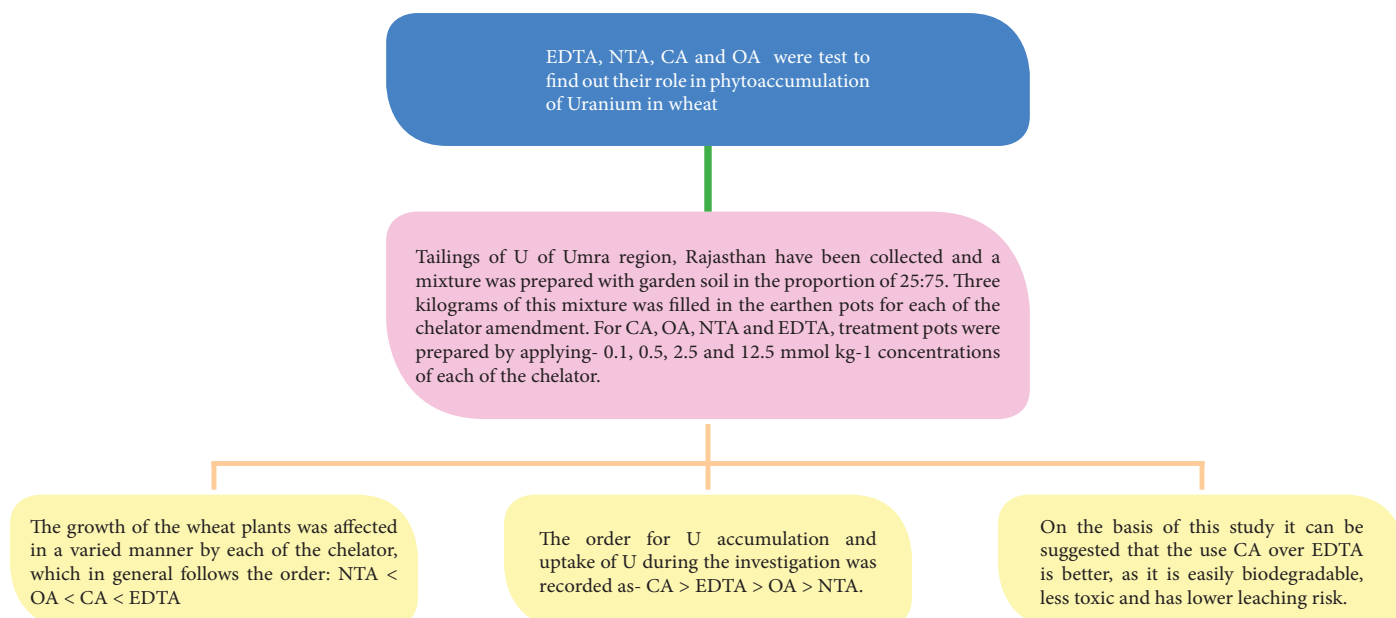 EDTA, NTA, CA and OA were test to
find out their role in phytoaccumulation
of Uranium in wheat
Tailings of U of Umra region, Rajasthan have been collected and a
mixture was prepared with garden soil in the proportion of 25:75. Three
kilograms of this mixture was filled in the earthen pots for each of the
chelator amendment. For CA, OA, NTA and EDTA, treatment pots were
prepared by applying- 0.1, 0.5, 2.5 and 12.5 mmol kg-1 concentrations
of each of the chelator.
The growth of the wheat plants was affected
in a varied manner by each of the chelator,
which in general follows the order: NTA <
OA < CA < EDTA
The order for U accumulation and
uptake of U during the investigation was
recorded as- CA > EDTA > OA > NTA.
On the basis of this study it can be
suggested that the use CA over EDTA
is better, as it is easily biodegradable,
less toxic and has lower leaching risk.